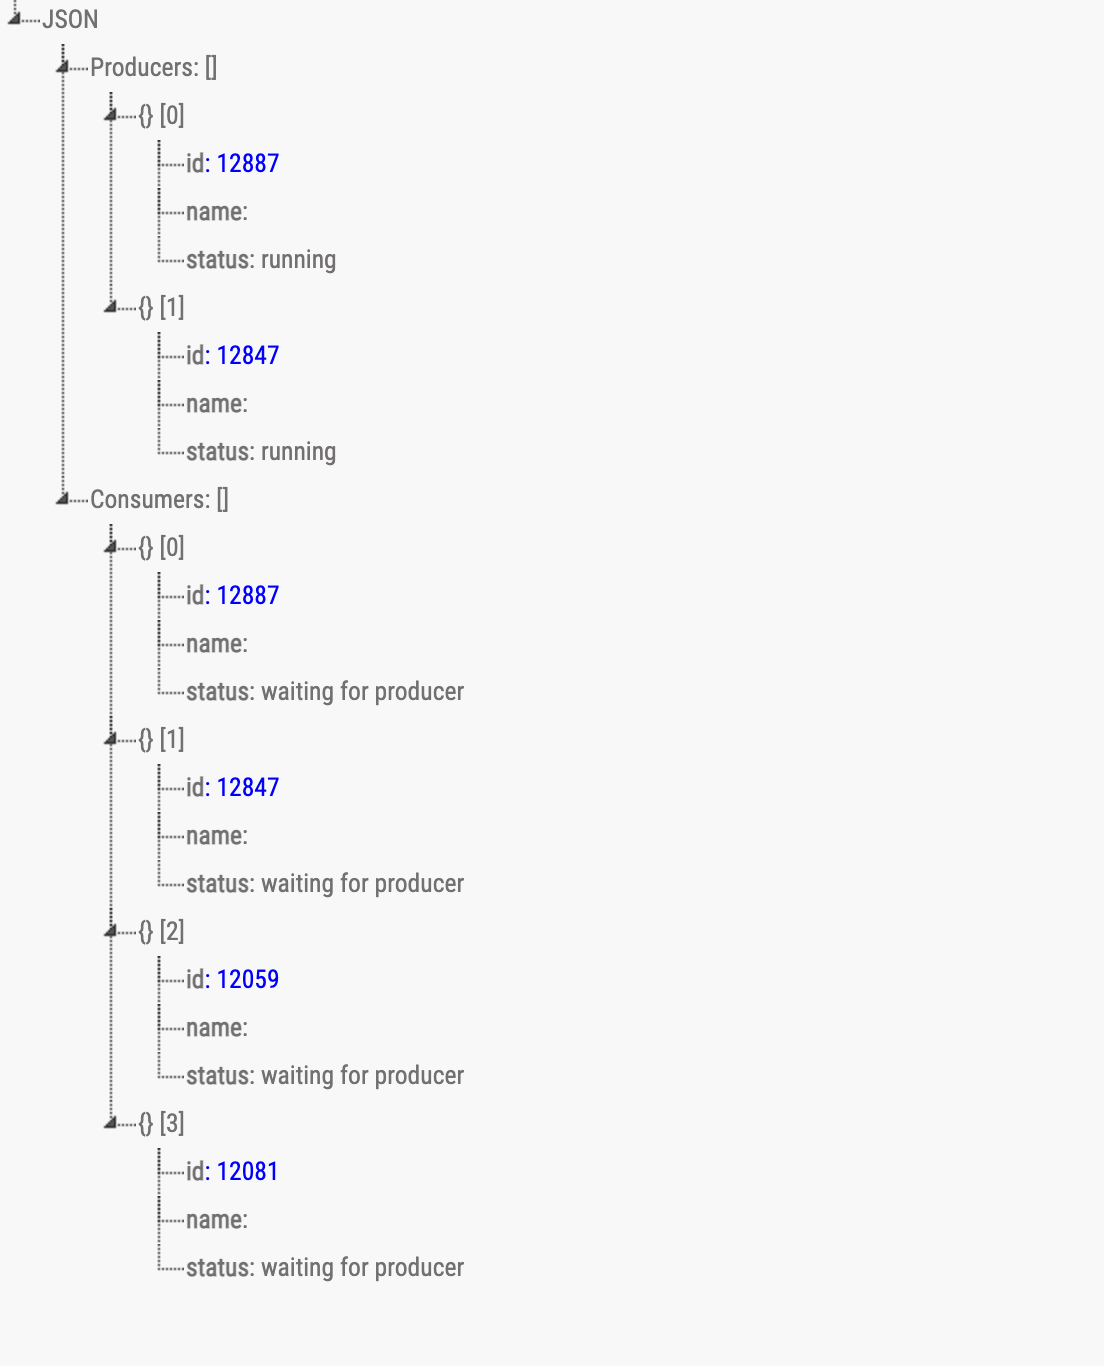 JSON
Producers: []
{} [0]
id: 12887
name:
status: running
{} [1]
id: 12847
name:
status: running
Consumers: []
{} [0]
id: 12887
name:
status: waiting for producer
{} [1]
id: 12847
name:
status: waiting for producer
{} [2]
id: 12059
name:
status: waiting for producer
{} [3]
id: 12081
name:
status: waiting for producer